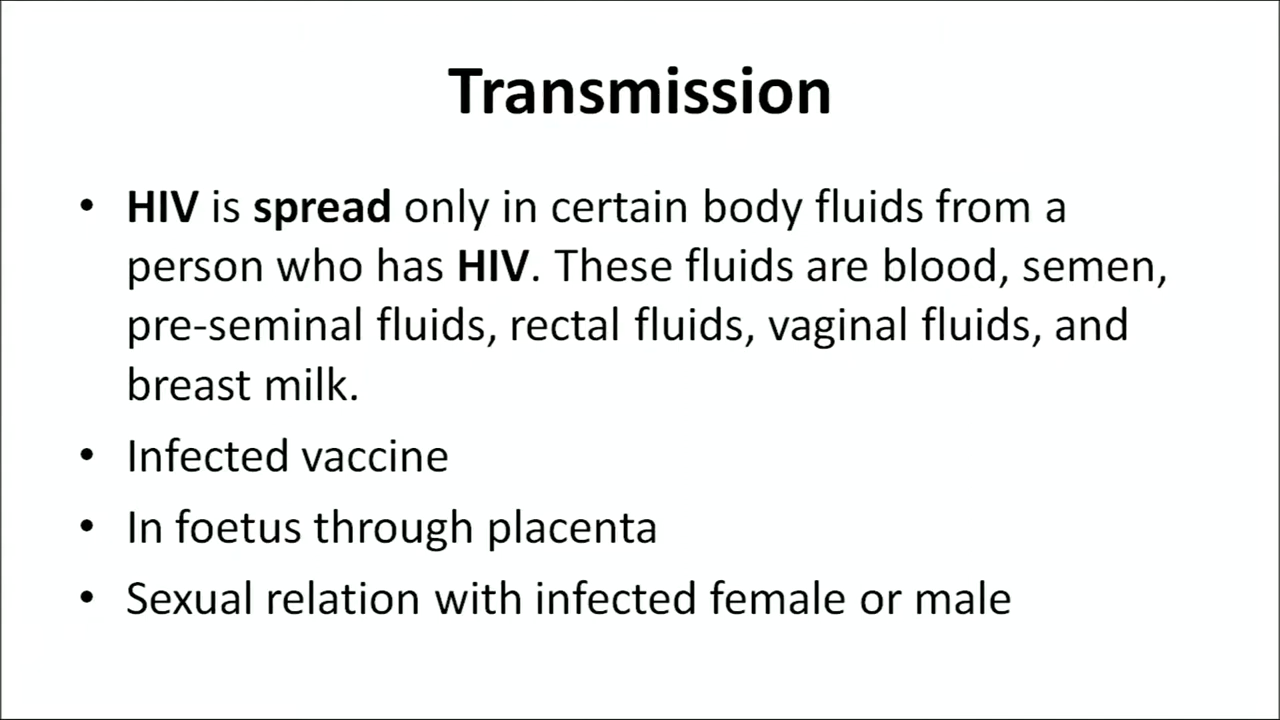 Transmission
• HIV is spread only in certain body fluids from a
person who has HIV. These fluids are blood, semen,
pre-seminal fluids, rectal fluids, vaginal fluids, and
breast milk.
• Infected vaccine
• In foetus through placenta
• Sexual relation with infected female or male